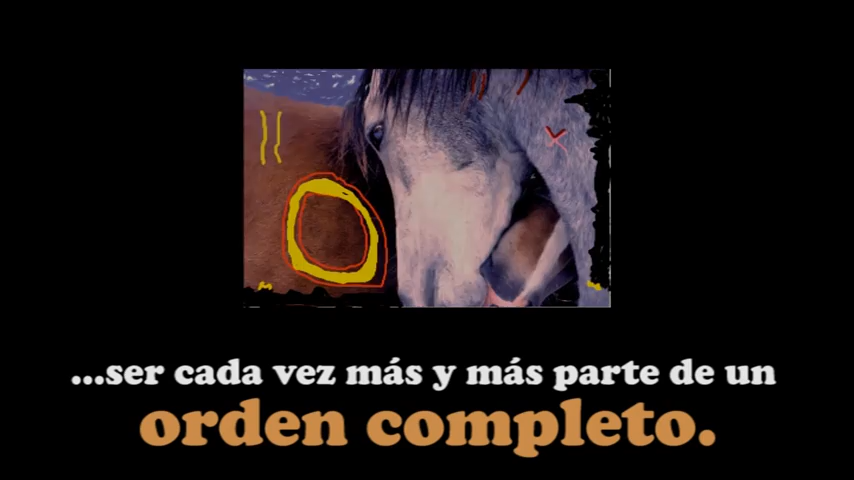 ...ser cada vez más y más parte de un
orden completo.